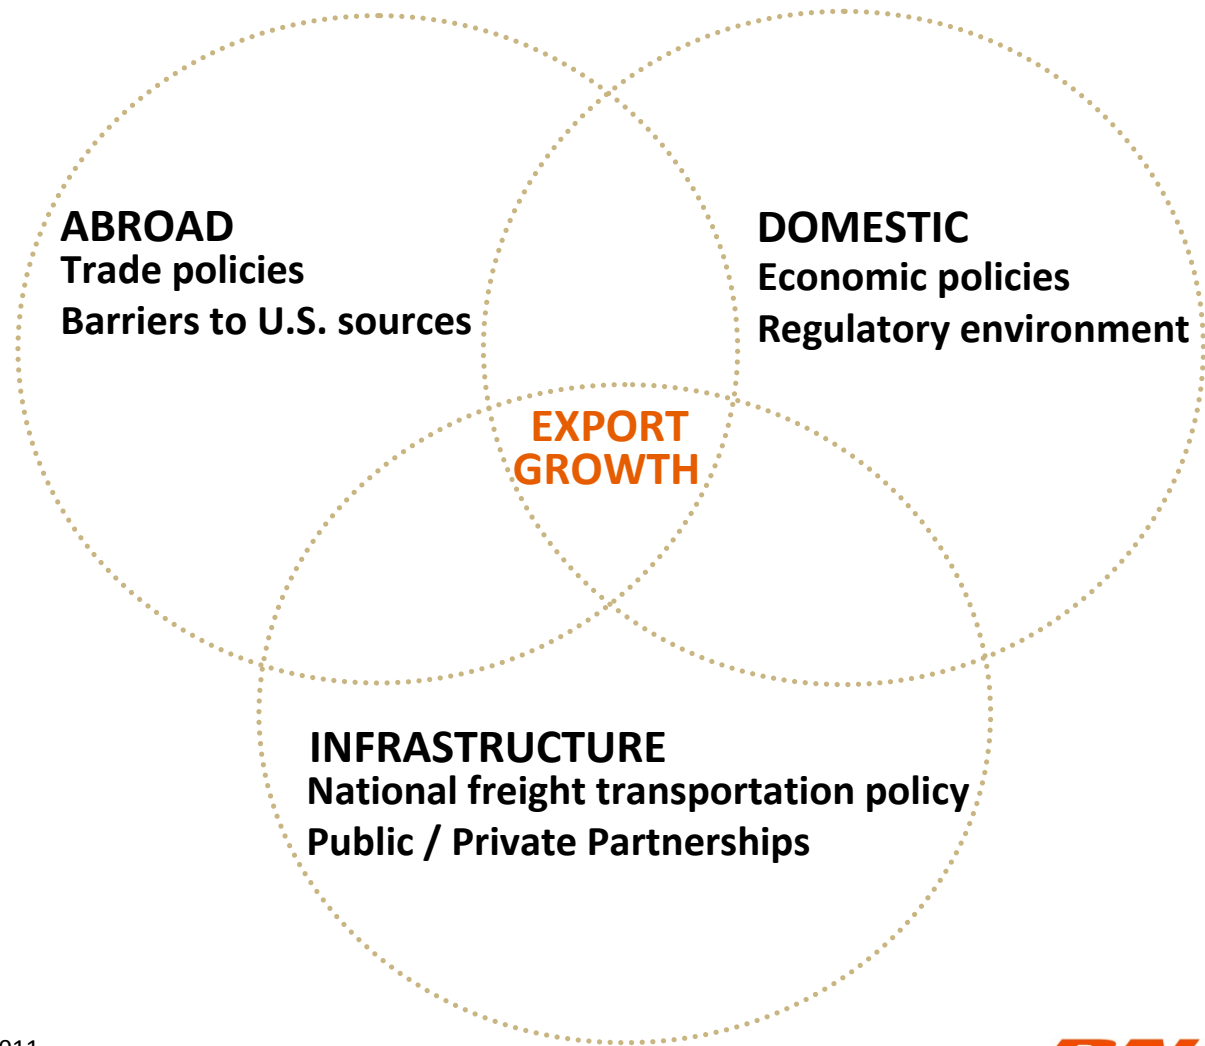 ABROAD
Trade policies
Barriers to U.S. sources
DOMESTIC
Economic policies
Regulatory environment
EXPORT
GROWTH
INFRASTRUCTURE
National freight transportation policy
Public / Private Partnerships